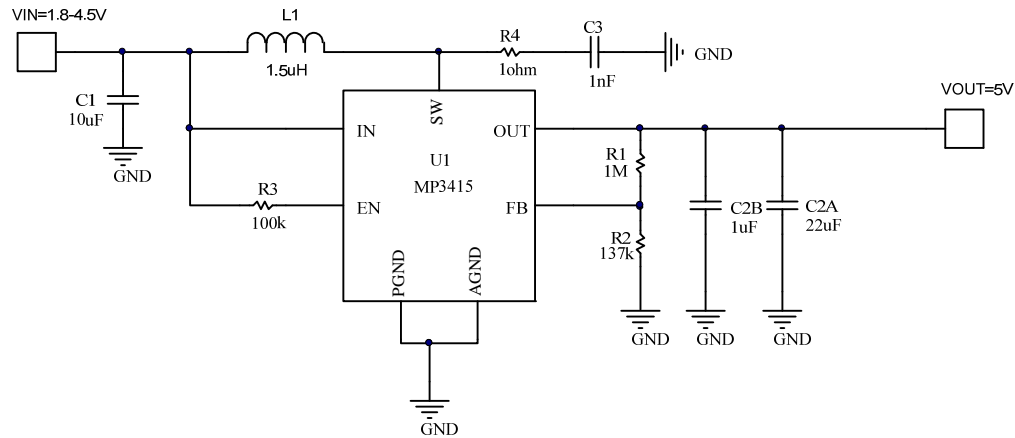 VIN=1.8-4.5V
L1
1.5uH
R4
1ohm
C3
1nF
GND
C1
10uF
GND
SW
IN
OUT
VOUT=5V
U1
MP3415
R1
1M
R3
100k
EN
FB
C2B
1uF
C2A
22uF
R2
137k
PGND
AGND
GND
GND
GND
GND